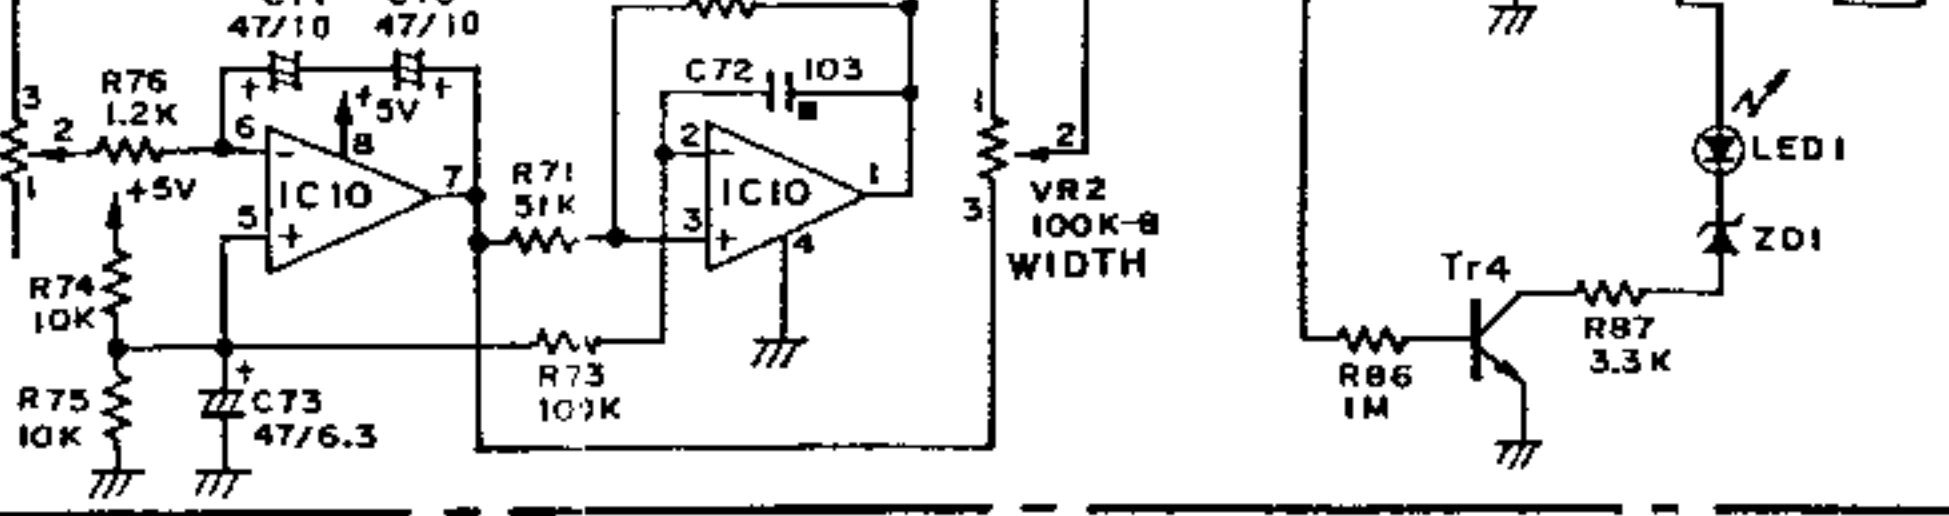 47/10
47/10
C72
103
R76
1.2K
+
+
+5V
3
2
6
8
-
1
+5V
IC10
7
5
+
R71
51K
2
-
IC10
1
3
+
4
1
2
3
VR2
100K-B
WIDTH
LED1
ZD1
Tr4
R74
10K
R87
3.3K
R73
R86
1M
+
C73
47/6.3
R75
10K